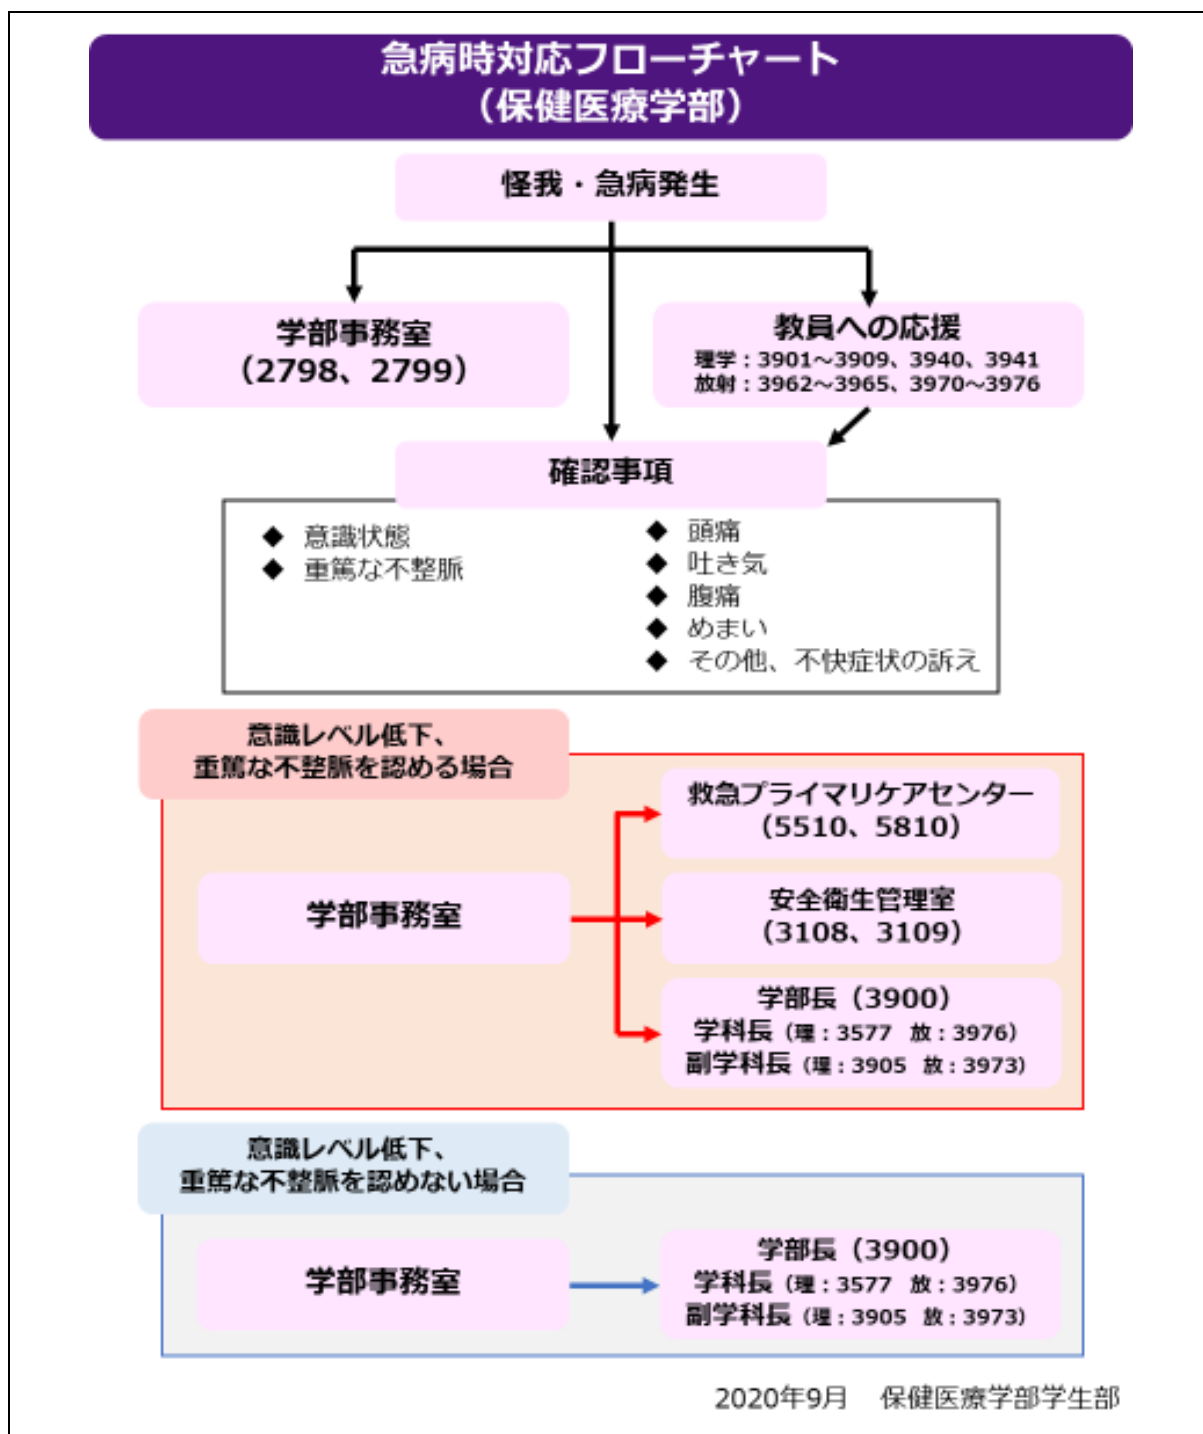 急病時対応フローチャート
（保健医療学部）
怪我・急病発生
学部事務室
（2798、2799）
教員への応援
理学：3901～3909、3940、3941
放射：3962～3965、3970～3976
確認事項
◆ 意識状態
◆ 重篤な不整脈
◆ 頭痛
◆ 吐き気
◆ 腹痛
◆ めまい
◆ その他、不快症状の訴え
意識レベル低下、
重篤な不整脈を認める場合
学部事務室
救急プライマリケアセンター
（5510、5810）
安全衛生管理室
（3108、3109）
学部長（3900）
学科長（理：3577 放：3976）
副学科長（理：3905 放：3973）
意識レベル低下、
重篤な不整脈を認めない場合
学部事務室
学部長（3900）
学科長（理：3577 放：3976）
副学科長（理：3905 放：3973）
2020年9月　保健医療学部学生部